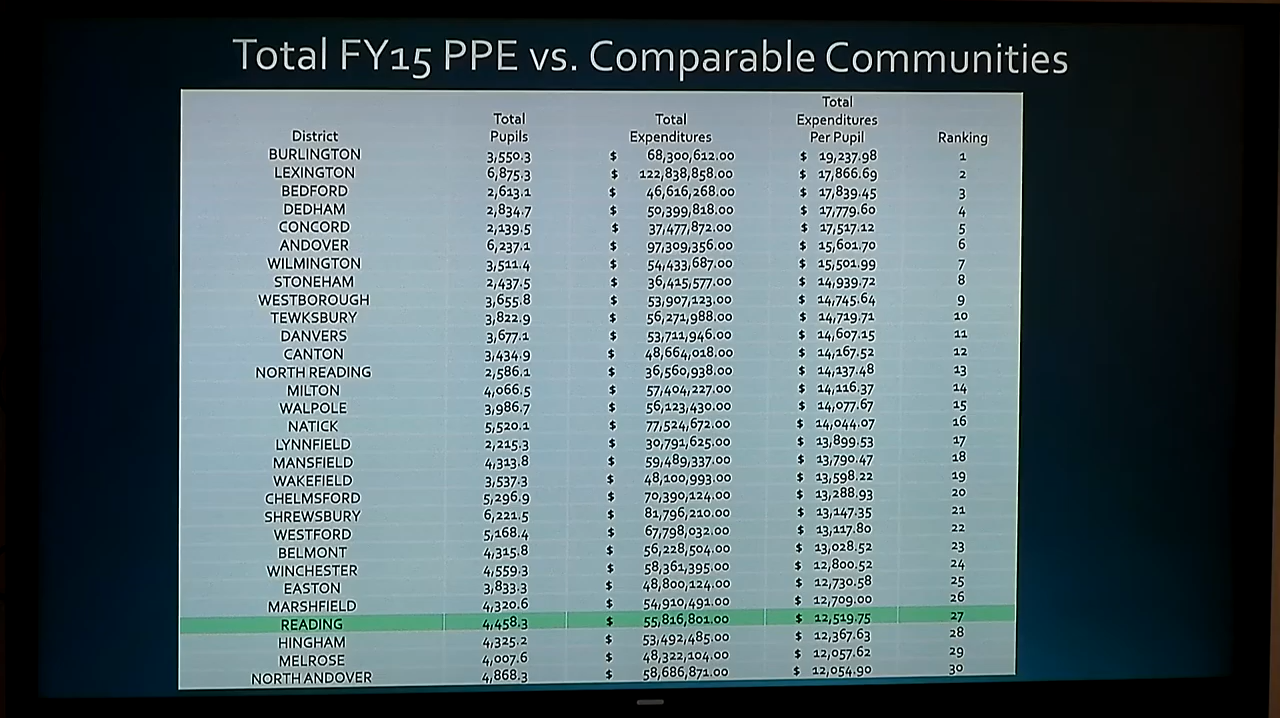 Total FY15 PPE vs. Comparable Communities
District Total Pupils Total Expenditures Total Expenditures Per Pupil Ranking
BURLINGTON 3,550.3 $ 68,300,612.00 $ 19,237.98 1
LEXINGTON 6,875.3 $ 122,838,858.00 $ 17,866.69 2
BEDFORD 2,613.1 $ 46,616,268.00 $ 17,839.45 3
DEDHAM 2,834.7 $ 50,399,818.00 $ 17,779.60 4
CONCORD 2,139.5 $ 37,477,872.00 $ 17,517.12 5
ANDOVER 6,237.1 $ 97,309,356.00 $ 15,601.70 6
WILMINGTON 3,511.4 $ 54,433,687.00 $ 15,501.99 7
STONEHAM 2,437.5 $ 36,415,577.00 $ 14,939.72 8
WESTBOROUGH 3,655.8 $ 53,907,123.00 $ 14,745.64 9
TEWKSBURY 3,822.9 $ 56,271,988.00 $ 14,719.71 10
DANVERS 3,677.1 $ 53,711,946.00 $ 14,607.15 11
CANTON 3,434.9 $ 48,664,018.00 $ 14,167.52 12
NORTH READING 2,586.1 $ 36,560,938.00 $ 14,137.48 13
MILTON 4,066.5 $ 57,404,227.00 $ 14,116.37 14
WALPOLE 3,986.7 $ 56,123,430.00 $ 14,077.67 15
NATICK 5,520.1 $ 77,524,672.00 $ 14,044.07 16
LYNNFIELD 2,215.3 $ 30,791,625.00 $ 13,899.53 17
MANSFIELD 4,313.8 $ 59,489,337.00 $ 13,790.47 18
WAKEFIELD 3,537.3 $ 48,100,993.00 $ 13,598.22 19
CHELMSFORD 5,296.9 $ 70,390,124.00 $ 13,288.93 20
SHREWSBURY 6,221.5 $ 81,796,210.00 $ 13,147.35 21
WESTFORD 5,168.4 $ 67,798,032.00 $ 13,117.80 22
BELMONT 4,315.8 $ 56,228,504.00 $ 13,028.52 23
WINCHESTER 4,559.3 $ 58,361,395.00 $ 12,800.52 24
EASTON 3,833.3 $ 48,800,124.00 $ 12,730.58 25
MARSHFIELD 4,320.6 $ 54,910,491.00 $ 12,709.00 26
READING 4,458.3 $ 55,816,801.00 $ 12,519.75 27
HINGHAM 4,325.2 $ 53,492,485.00 $ 12,367.63 28
MELROSE 4,007.6 $ 48,322,104.00 $ 12,057.62 29
NORTH ANDOVER 4,868.3 $ 58,686,871.00 $ 12,054.90 30